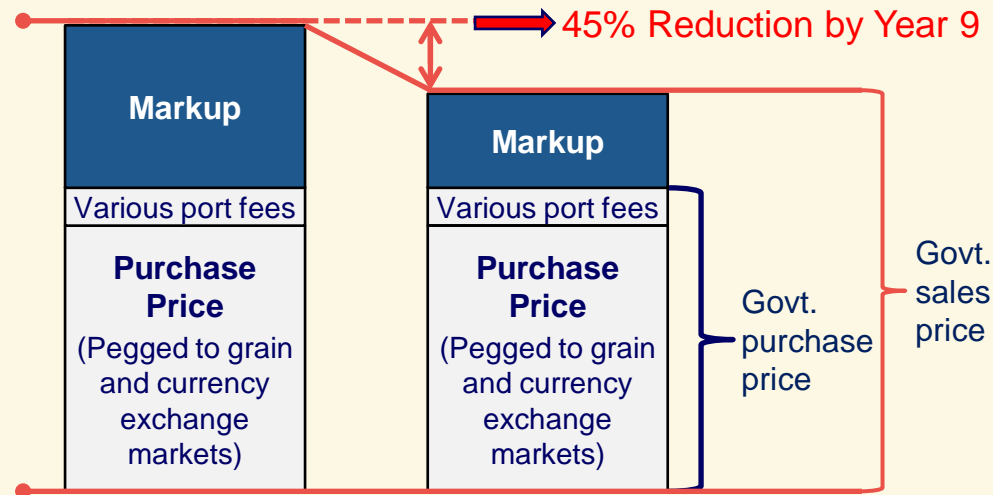 45% Reduction by Year 9
Markup
Various port fees
Purchase
Price
(Pegged to grain
and currency
exchange
markets)
Markup
Various port fees
Purchase
Price
(Pegged to grain
and currency
exchange
markets)
Govt.
purchase
price
Govt.
sales
price